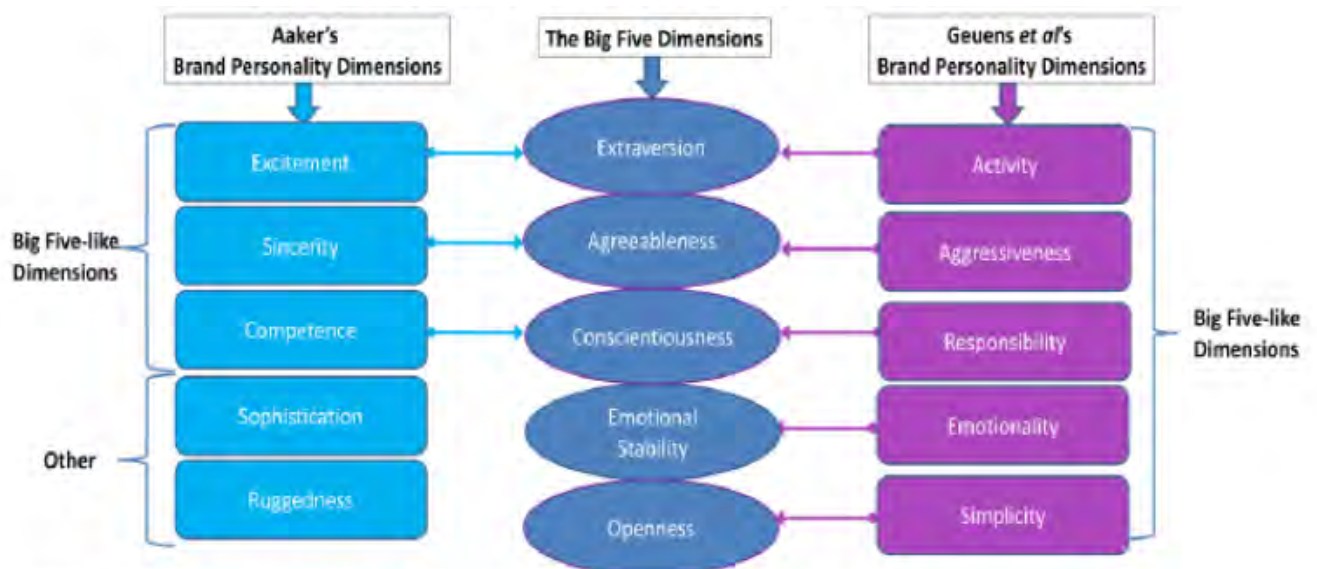 Aaker's
Brand Personality Dimensions
The Big Five Dimensions
Geuens et al's
Brand Personality Dimensions
Big Five-like
Dimensions
Other
Excitement
Sincerity
Competence
Sophistication
Ruggedness
Extraversion
Agreeableness
Conscientiousness
Emotional
Stability
Openness
Activity
Aggressiveness
Responsibility
Emotionality
Simplicity
Big Five-like
Dimensions